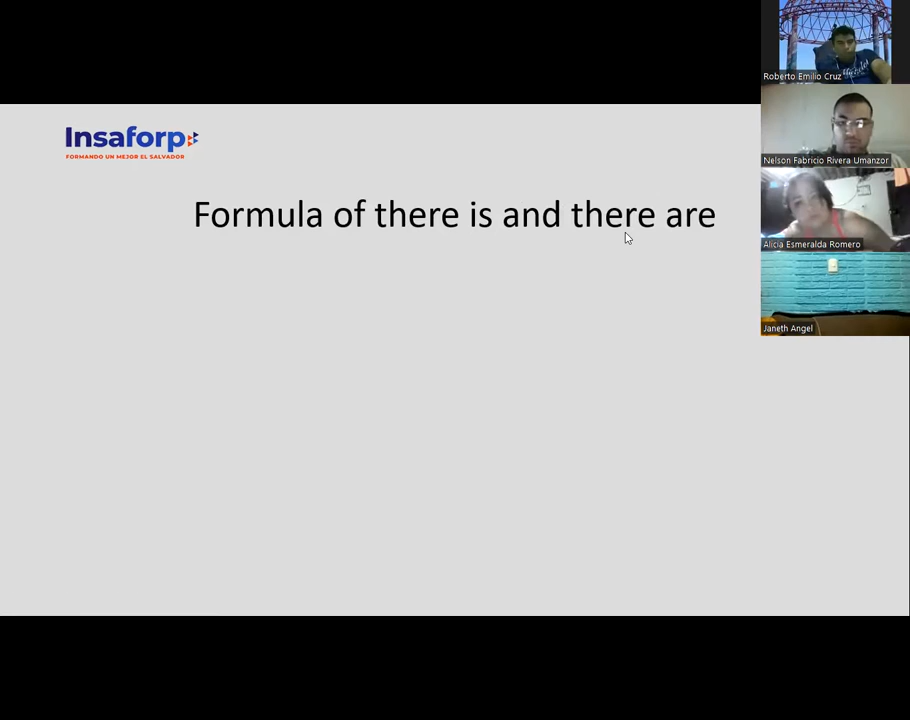 Insaforp
FORMANDO UN MEJOR EL SALVADOR
Formula of there is and there are
Roberto Emilio Cruz
Nelson Fabricio Rivera Umanzor
Alicia Esmeralda Romero
Janeth Angel